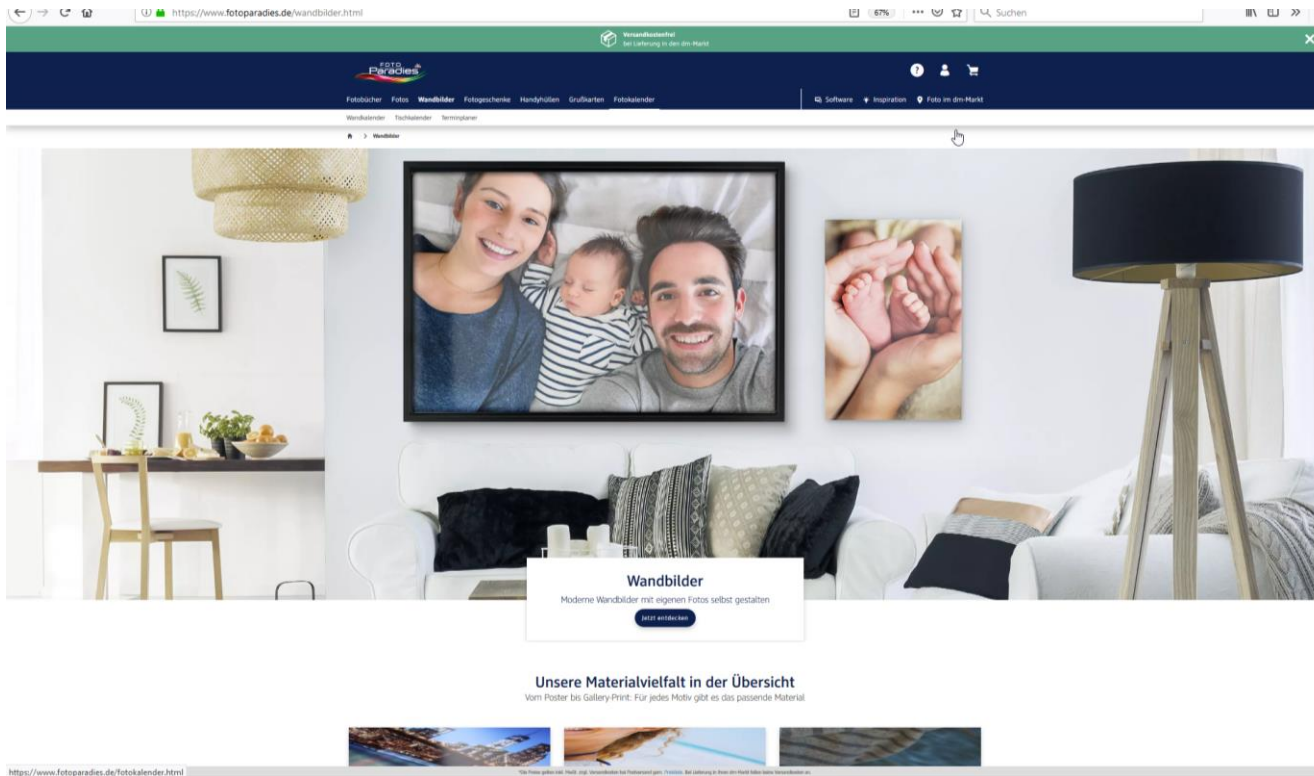 https://www.fotoparadies.de/wandbilder.html
67%
Suchen
Versandkostenfrei
bei Lieferung in den dm-Markt
FOTO
Paradies
Fotobücher Fotos Wandbilder Fotogeschenke Handyhüllen Grußkarten Fotokalender
Software Inspiration Foto im dm-Markt
Wandkalender Tischkalender Terminplaner
Wandbilder
Wandbilder
Moderne Wandbilder mit eigenen Fotos selbst gestalten
Jetzt entdecken
Unsere Materialvielfalt in der Übersicht
Vom Poster bis Gallery-Print: Für jedes Motiv gibt es das passende Material
https://www.fotoparadies.de/fotokalender.html